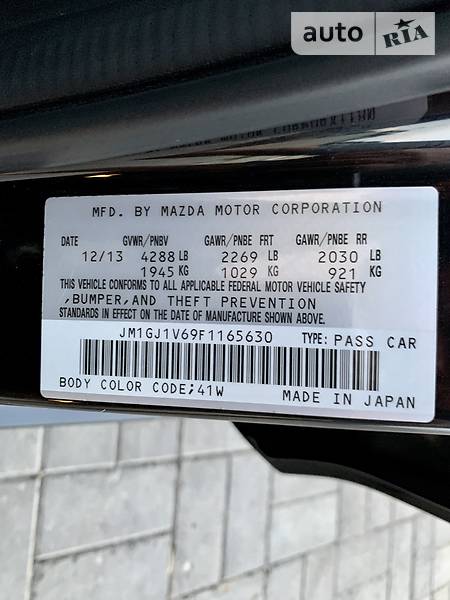 auto RIA
MFD. BY MAZDA MOTOR CORPORATION
DATE GVWR/PNBV GAWR/PNBE FRT GAWR/PNBE RR
12/13 4288 LB 2269 LB 2030 LB
1945 KG 1029 KG 921 KG
THIS VEHICLE CONFORMS TO ALL APPLICABLE FEDERAL MOTOR VEHICLE SAFETY
,BUMPER,AND THEFT PREVENTION
STANDARDS IN EFFECT ON THE DATE OF MANUFACTURE SHOWN ABOVE.
JM1GJ1V69F1165630 TYPE: PASS CAR
BODY COLOR CODE;41W MADE IN JAPAN